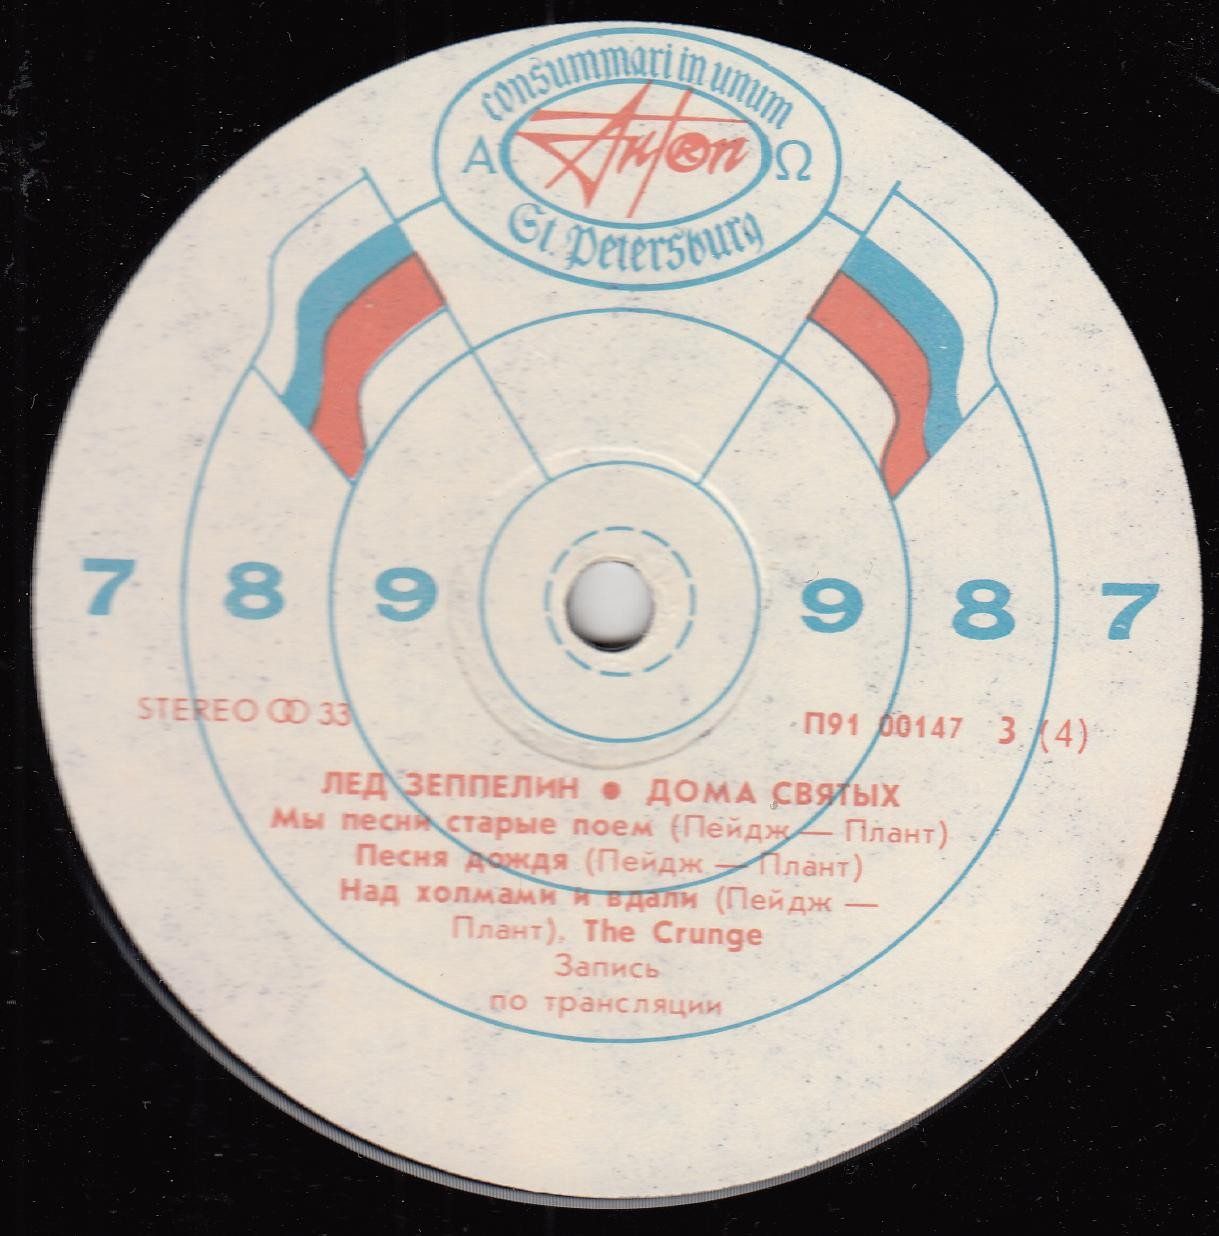 consummari in unum
A Антоп® Ω
St. Petersburg
7 8 9 9 8 7
STEREO 33
П91 00147 3 (4)
ЛЕД ЗЕППЕЛИН ● ДОМА СВЯТЫХ
Мы песни старые поем (Пейдж — Плант)
Песня дождя (Пейдж — Плант)
Над холмами и вдали (Пейдж —
Плант), The Crunge
Запись
по трансляции